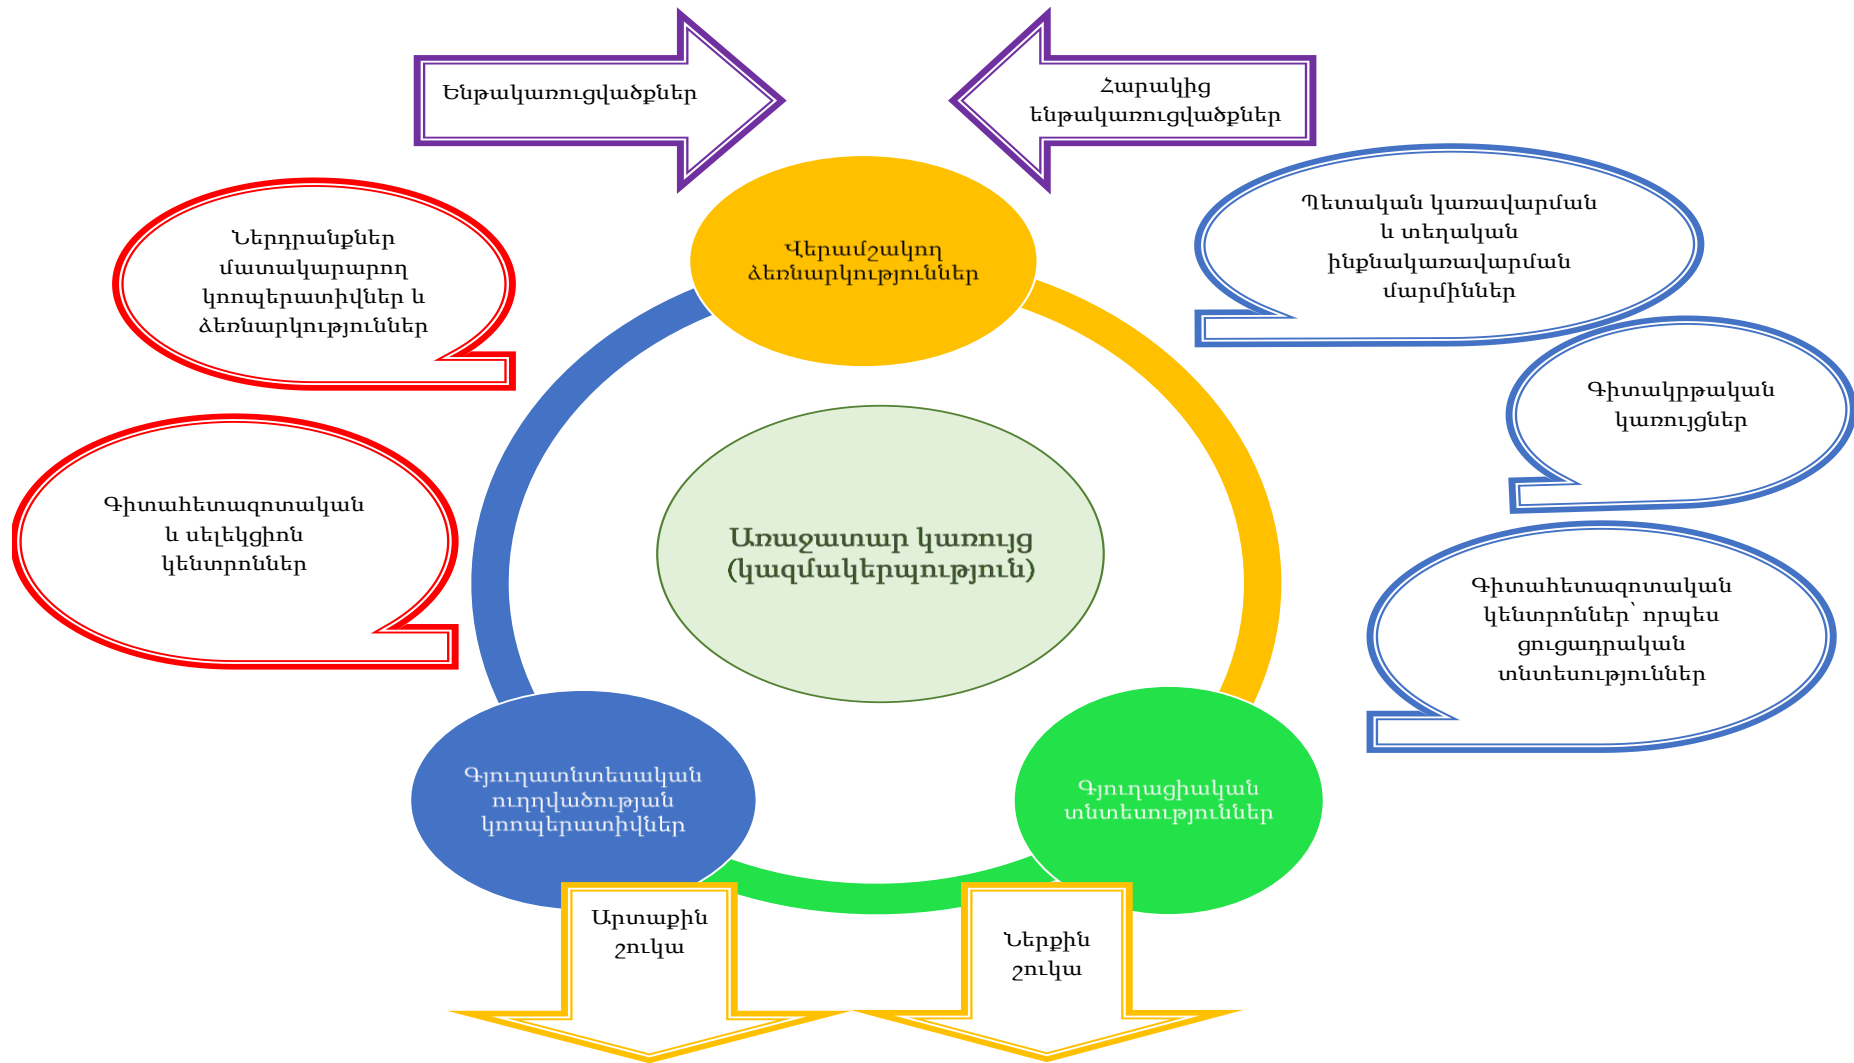 Ենթակառուցվածքներ
Հարակից
ենթակառուցվածքներ
Ներդրանքներ
մատակարարող
կոոպերատիվներ և
ձեռնարկություններ
Վերամշակող
ձեռնարկություններ
Պետական կառավարման
և տեղական
ինքնակառավարման
մարմիններ
Գիտակրթական
կառույցներ
Գիտահետազոտական
և սելեկցիոն
կենտրոններ
Առաջատար կառույց
(կազմակերպություն)
Գիտահետազոտական
կենտրոններ՝ որպես
ցուցադրական
տնտեսություններ
Գյուղատնտեսական
ուղղվածության
կոոպերատիվներ
Գյուղացիական
տնտեսություններ
Արտաքին
շուկա
Ներքին
շուկա